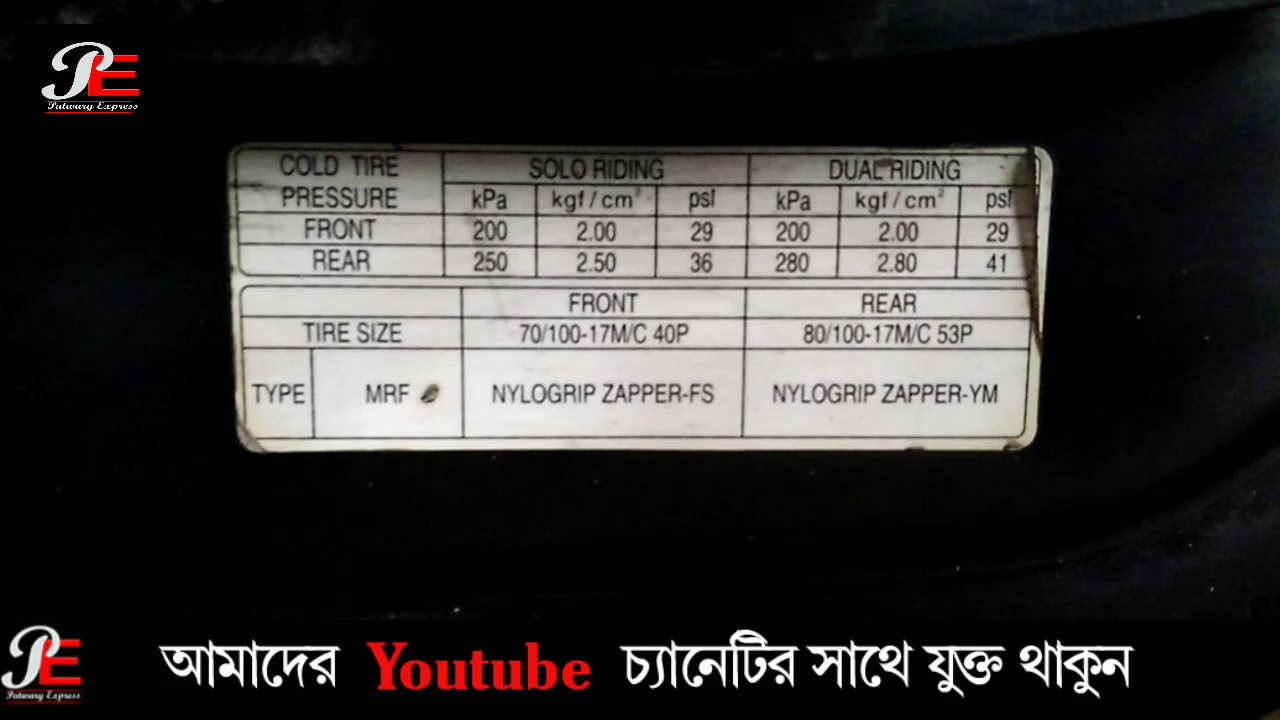 PE
Patwary Express
COLD TIRE PRESSURE SOLO RIDING DUAL RIDING
kPa kgf/cm² psi kPa kgf/cm² psi
FRONT 200 2.00 29 200 2.00 29
REAR 250 2.50 36 280 2.80 41
FRONT REAR
TIRE SIZE 70/100-17M/C 40P 80/100-17M/C 53P
TYPE MRF NYLOGRIP ZAPPER-FS NYLOGRIP ZAPPER-YM
PE
Patwary Express
আমাদের Youtube চ্যানেটির সাথে যুক্ত থাকুন